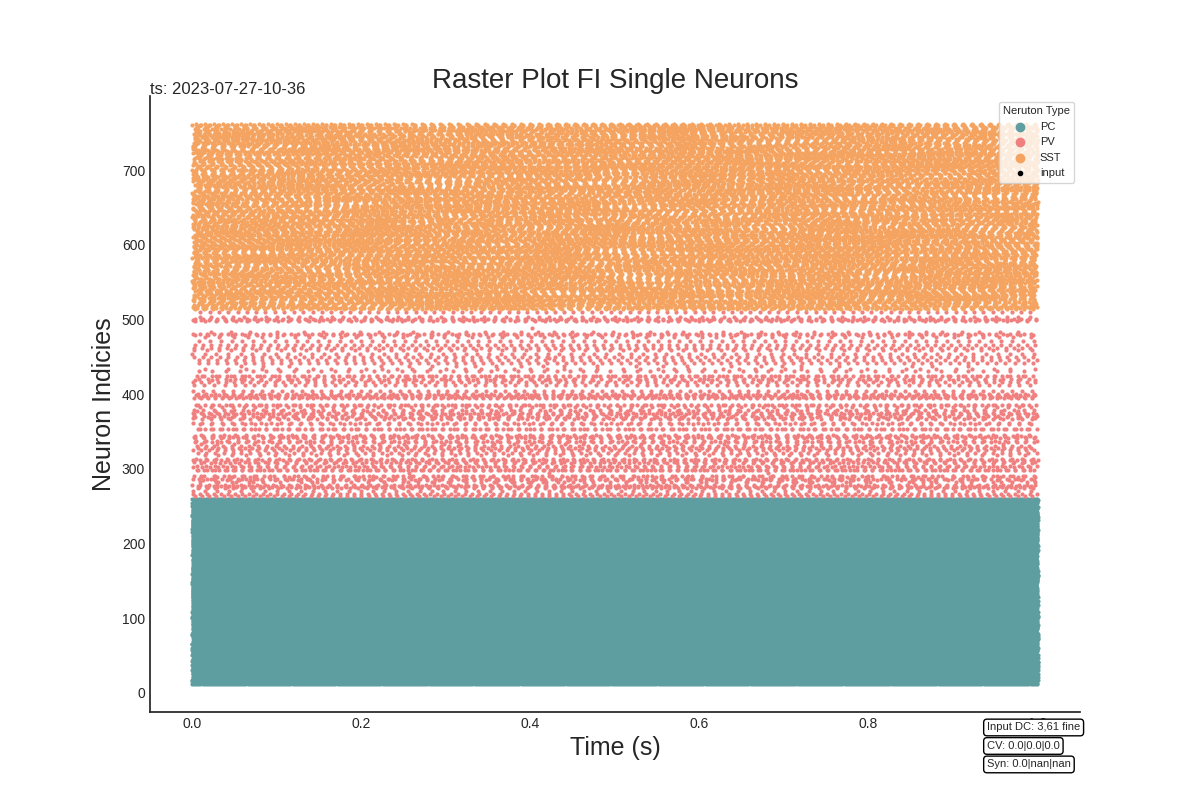 Raster Plot FI Single Neurons
ts: 2023-07-27-10-36
Neruton Type
PC
PV
SST
input
Neuron Indicies
700
600
500
400
300
200
100
0
0.0 0.2 0.4 0.6 0.8
Time (s)
Input DC: 3,61 fine
CV: 0.0|0.0|0.0
Syn: 0.0|nan|nan